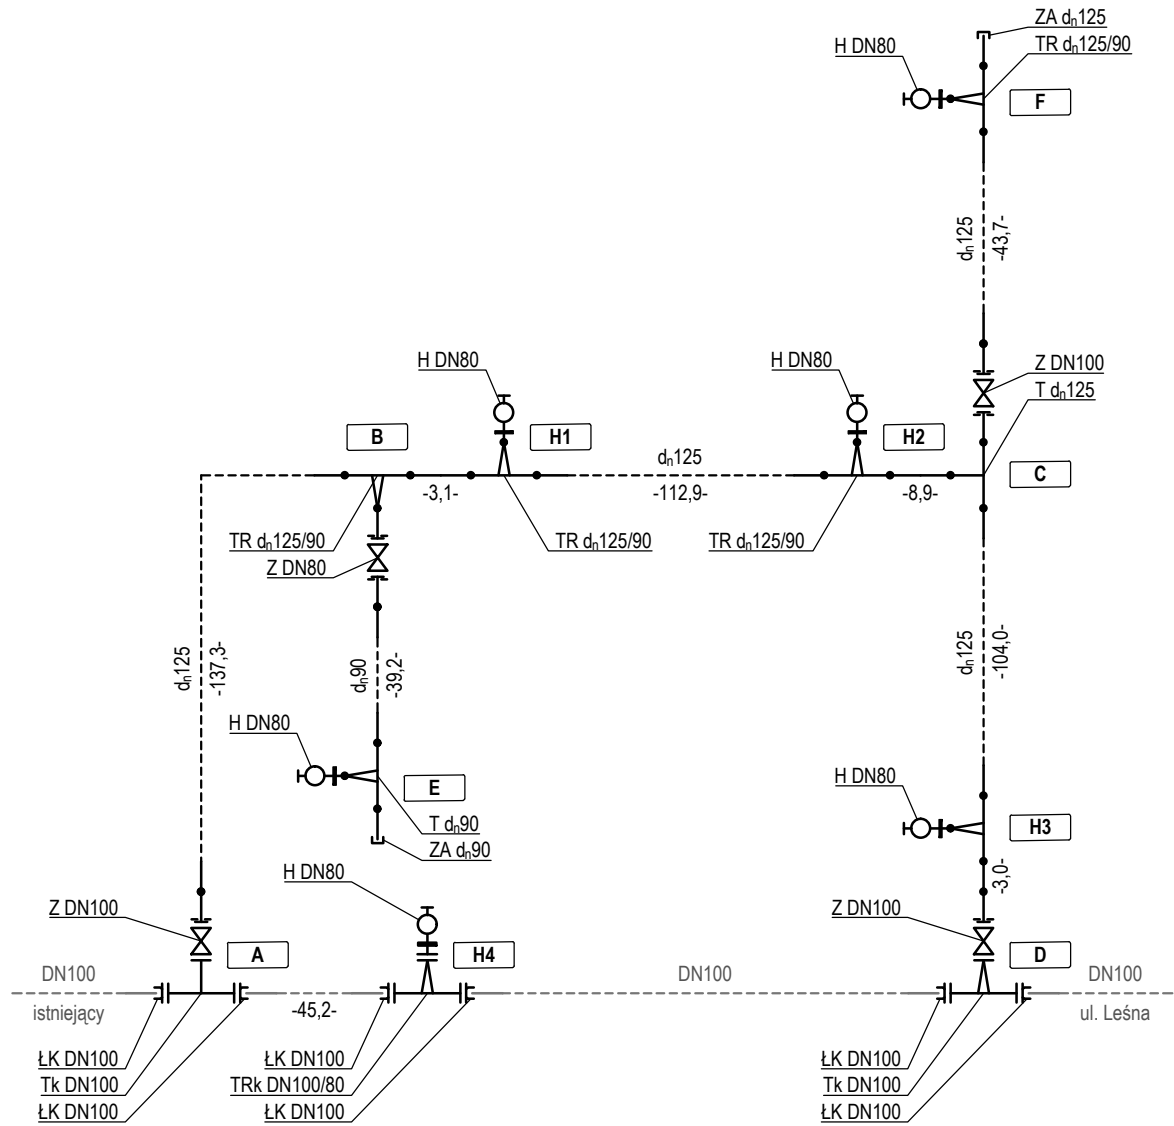 ZA dn125
H DN80
TR dn125/90
F
dn125
-43,7-
H DN80
H DN80
Z DN100
T dn125
B
H1
H2
dn125
C
-3,1-
-112,9-
-8,9-
TR dn125/90
TR dn125/90
TR dn125/90
Z DN80
dn125
-137,3-
dn90
-39,2-
dn125
-104,0-
H DN80
E
H DN80
T dn90
H3
ZA dn90
H DN80
-3,0-
Z DN100
Z DN100
A
H4
D
DN100
DN100
DN100
istniejący
-45,2-
ul. Leśna
ŁK DN100
ŁK DN100
ŁK DN100
Tk DN100
TRk DN100/80
Tk DN100
ŁK DN100
ŁK DN100
ŁK DN100